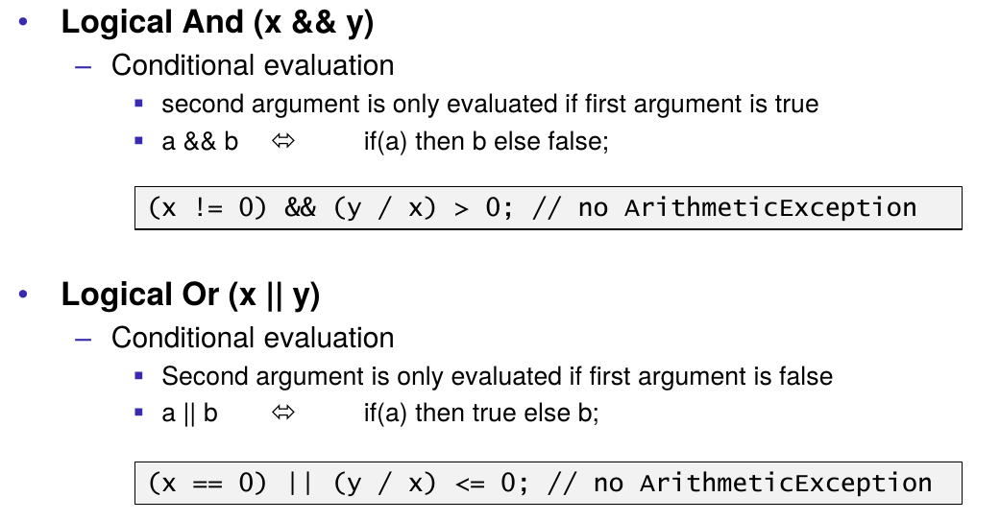 • Logical And (x && y)
– Conditional evaluation
▪ second argument is only evaluated if first argument is true
▪ a && b ⬄ if(a) then b else false;
(x != 0) && (y / x) > 0; // no ArithmeticException
• Logical Or (x || y)
– Conditional evaluation
▪ Second argument is only evaluated if first argument is false
▪ a || b ⬄ if(a) then true else b;
(x == 0) || (y / x) <= 0; // no ArithmeticException